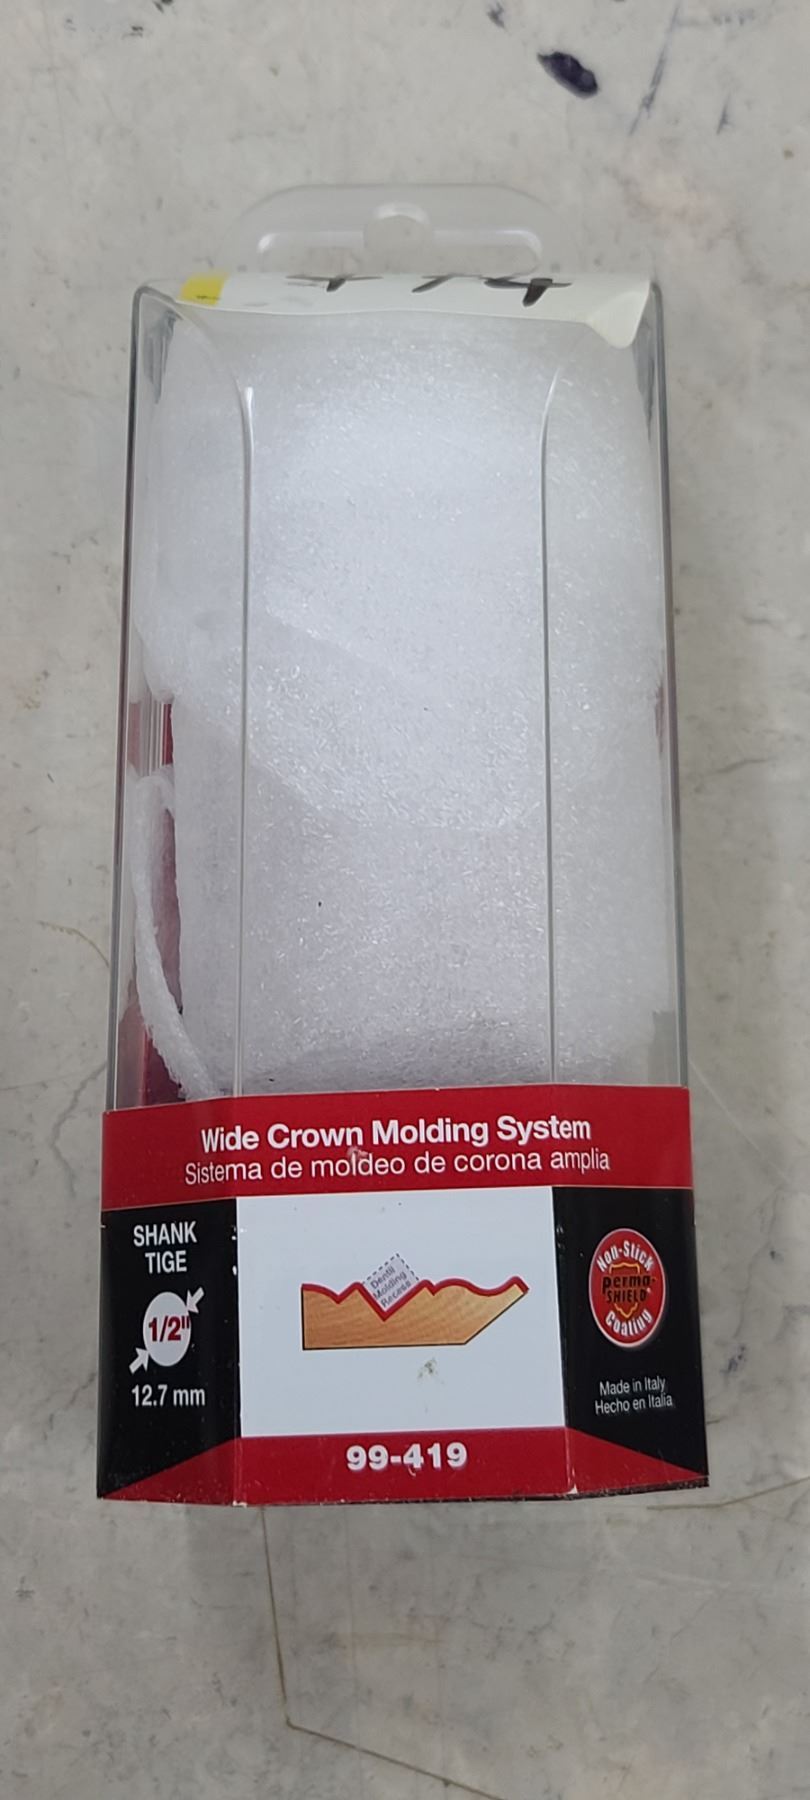 Wide Crown Molding System
Sistema de moldeo de corona amplia
SHANK
TIGE
1/2"
12.7 mm
Dentil
Molding
Recess
Non-Stick
perma-
SHIELD
Coating
Made in Italy
Hecho en Italia
99-419